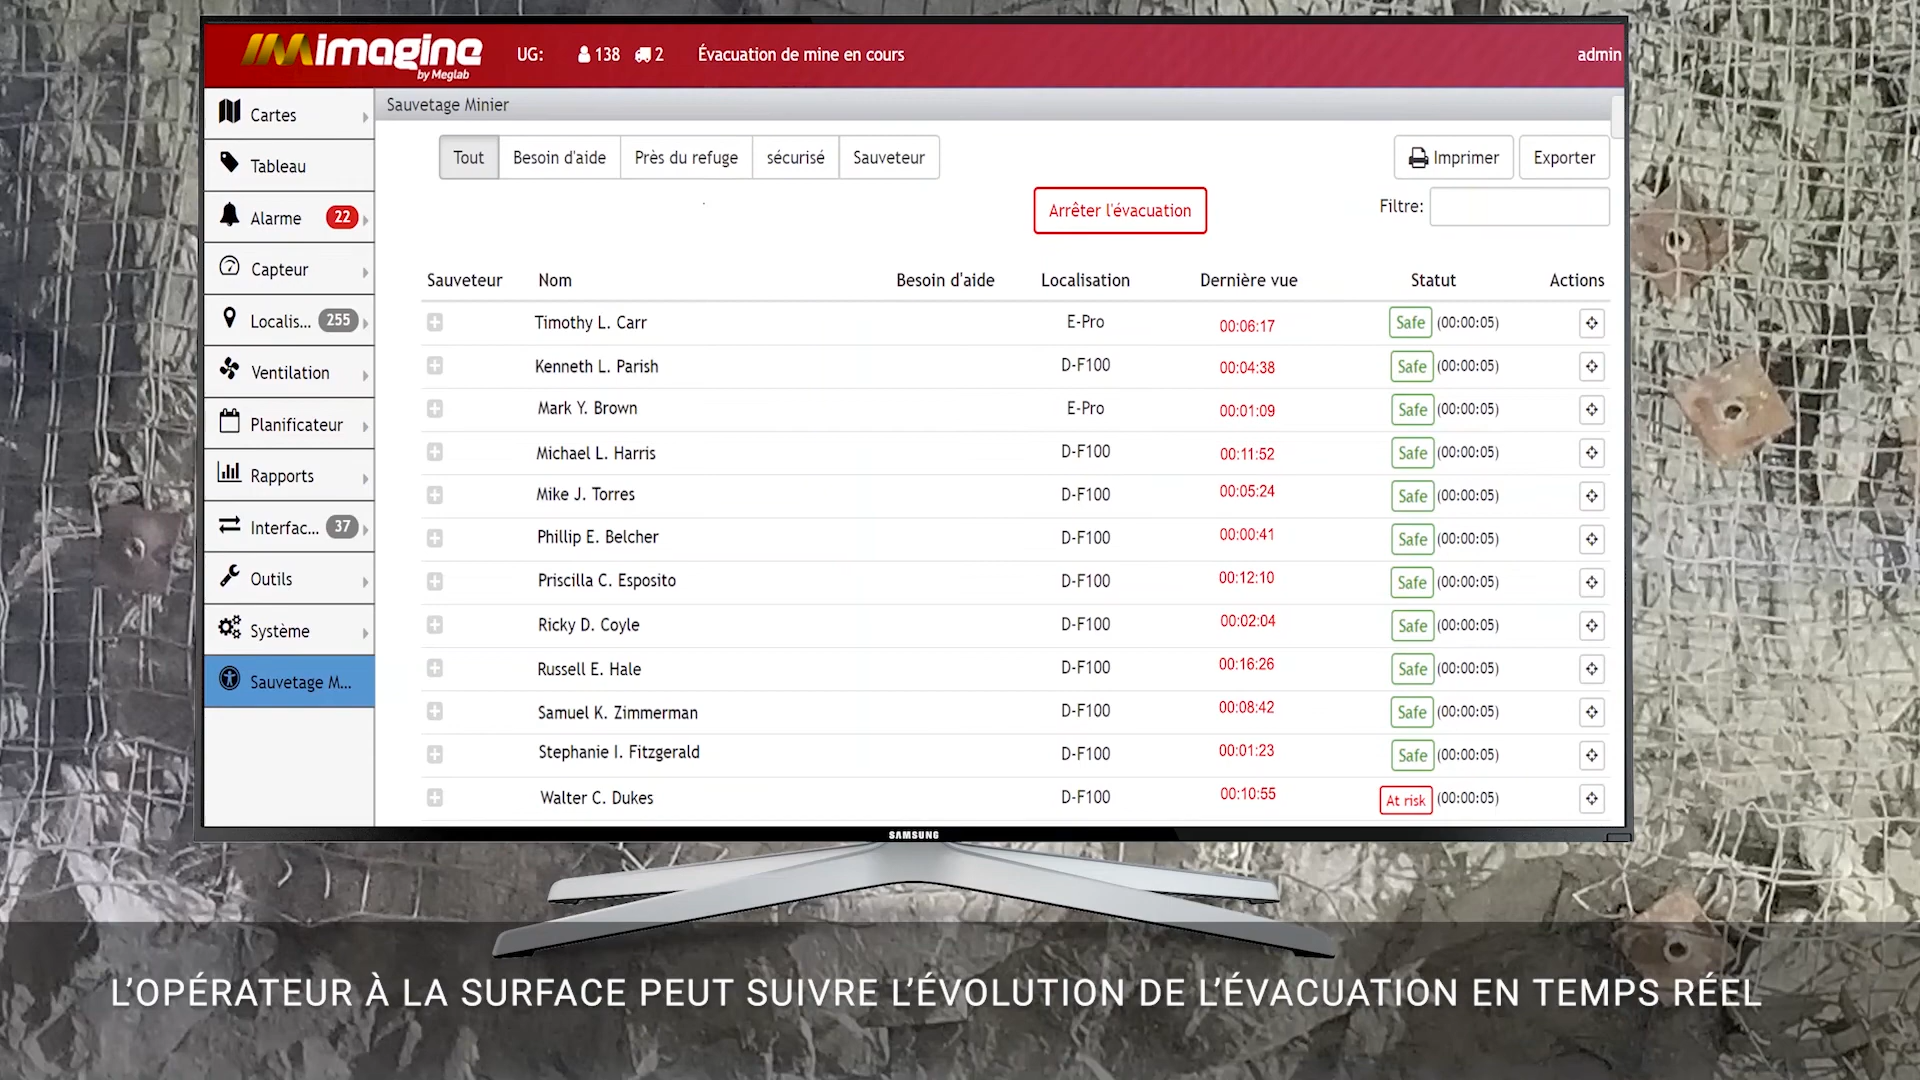 imagine
by Meglab
UG: 138 2 Évacuation de mine en cours admin
Cartes
Tableau
Alarme 22
Capteur
Localis... 255
Ventilation
Planificateur
Rapports
Interfac... 37
Outils
Système
Sauvetage M...
Sauvetage Minier
Tout Besoin d'aide Près du refuge sécurisé Sauveteur Imprimer Exporter
Arrêter l'évacuation Filtre:
Sauveteur Nom Besoin d'aide Localisation Dernière vue Statut Actions
Timothy L. Carr E-Pro 00:06:17 Safe (00:00:05)
Kenneth L. Parish D-F100 00:04:38 Safe (00:00:05)
Mark Y. Brown E-Pro 00:01:09 Safe (00:00:05)
Michael L. Harris D-F100 00:11:52 Safe (00:00:05)
Mike J. Torres D-F100 00:05:24 Safe (00:00:05)
Phillip E. Belcher D-F100 00:00:41 Safe (00:00:05)
Priscilla C. Esposito D-F100 00:12:10 Safe (00:00:05)
Ricky D. Coyle D-F100 00:02:04 Safe (00:00:05)
Russell E. Hale D-F100 00:16:26 Safe (00:00:05)
Samuel K. Zimmerman D-F100 00:08:42 Safe (00:00:05)
Stephanie I. Fitzgerald D-F100 00:01:23 Safe (00:00:05)
Walter C. Dukes D-F100 00:10:55 At risk (00:00:05)
SAMSUNG
L'OPÉRATEUR À LA SURFACE PEUT SUIVRE L'ÉVOLUTION DE L'ÉVACUATION EN TEMPS RÉEL